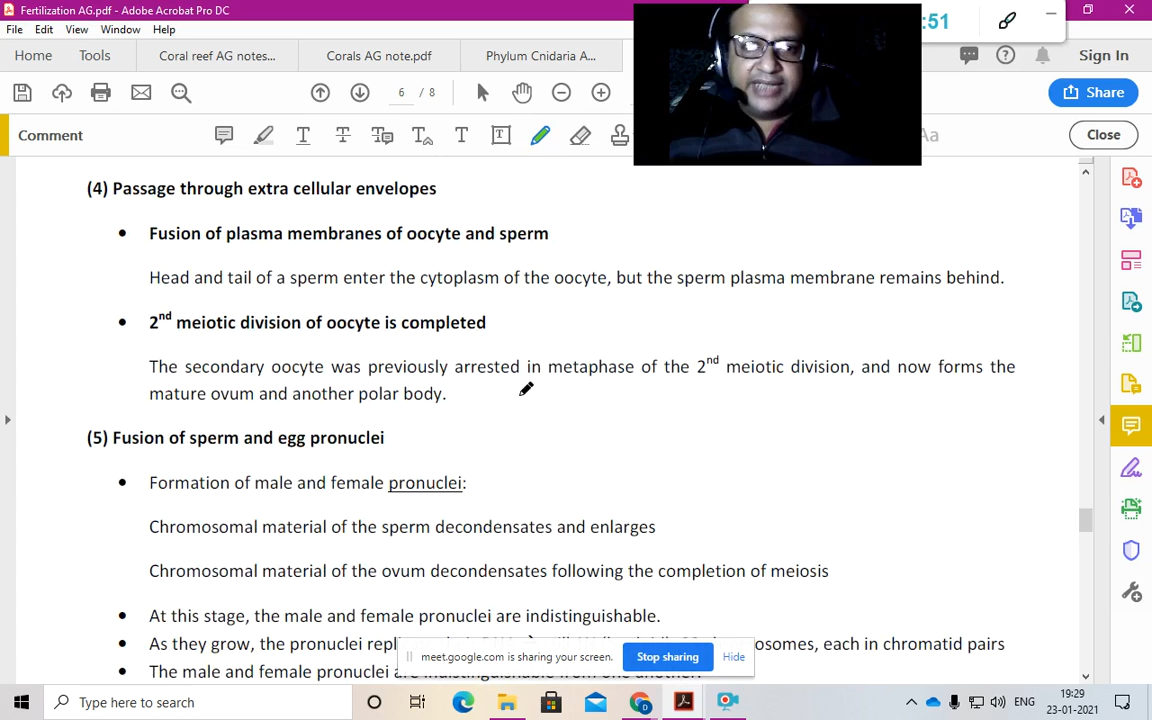 Fertilization AG.pdf - Adobe Acrobat Pro DC
:51
File Edit View Window Help
Home Tools Coral reef AG notes... Corals AG note.pdf Phylum Cnidaria A... Sign In
6 / 8 Share
Comment Aa Close
(4) Passage through extra cellular envelopes
• Fusion of plasma membranes of oocyte and sperm
Head and tail of a sperm enter the cytoplasm of the oocyte, but the sperm plasma membrane remains behind.
• 2nd meiotic division of oocyte is completed
The secondary oocyte was previously arrested in metaphase of the 2nd meiotic division, and now forms the
mature ovum and another polar body.
(5) Fusion of sperm and egg pronuclei
• Formation of male and female pronuclei:
Chromosomal material of the sperm decondensates and enlarges
Chromosomal material of the ovum decondensates following the completion of meiosis
• At this stage, the male and female pronuclei are indistinguishable.
• As they grow, the pronuclei each in chromatid pairs
• The male and female pronuclei are indistinguishable from one another.
meet.google.com is sharing your screen. Stop sharing Hide
Type here to search
ENG
19:29
23-01-2021